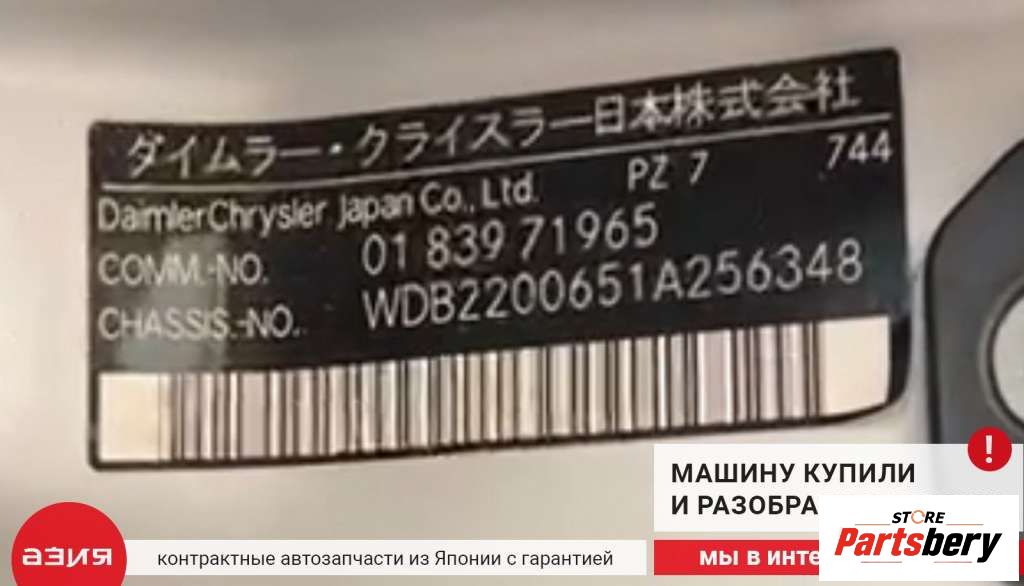 ダイムラー・クライスラー日本株式会社
DaimlerChrysler Japan Co., Ltd. PZ 7 744
COMM.-NO. 01 839 71965
CHASSIS.-NO. WDB2200651A256348
!
МАШИНУ КУПИЛИ
И РАЗОБРА
STORE
Partsbery
контрактные автозапчасти из Японии с гарантией
мы в инте